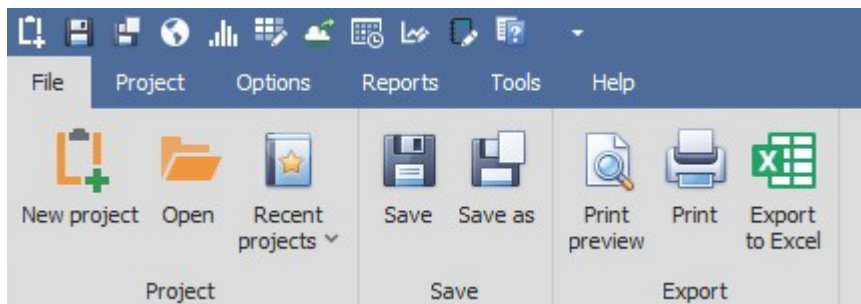 File Project Options Reports Tools Help
New project Open Recent projects Save Save as Print preview Print Export to Excel
Project Save Export